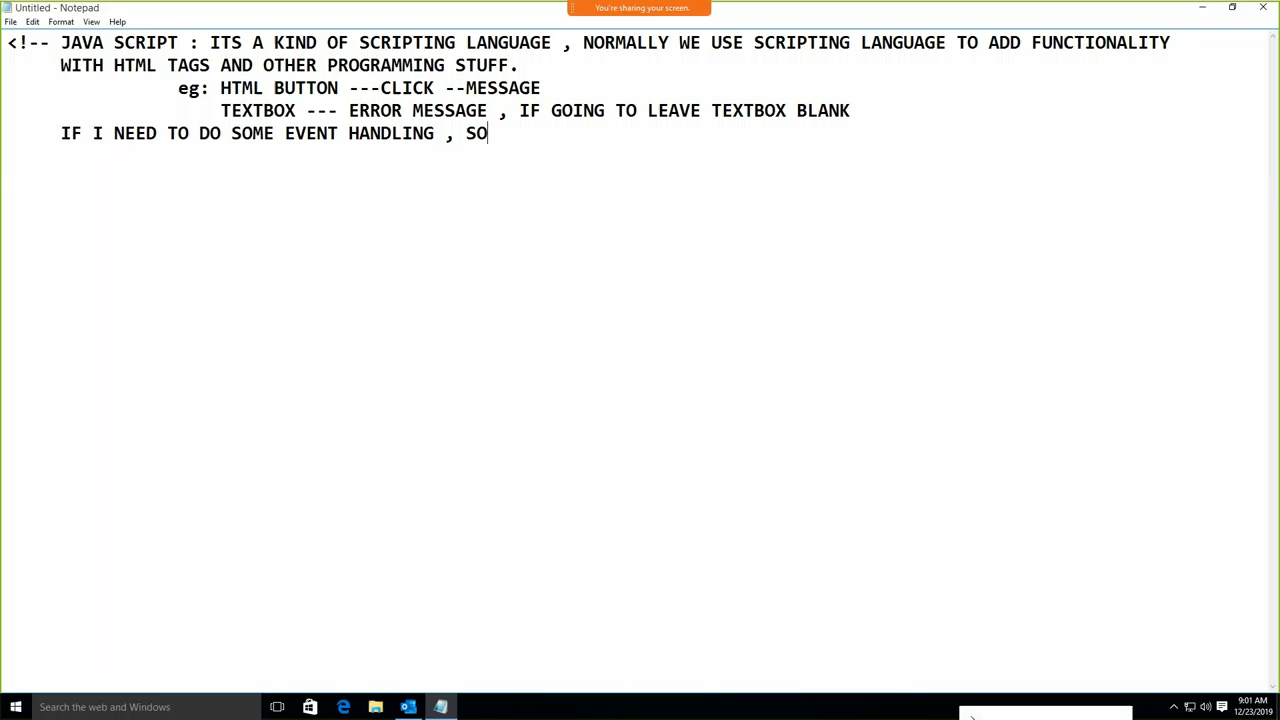 Untitled - Notepad
You're sharing your screen.
File Edit Format View Help
<!-- JAVA SCRIPT : ITS A KIND OF SCRIPTING LANGUAGE , NORMALLY WE USE SCRIPTING LANGUAGE TO ADD FUNCTIONALITY
WITH HTML TAGS AND OTHER PROGRAMMING STUFF.
eg: HTML BUTTON ---CLICK --MESSAGE
TEXTBOX --- ERROR MESSAGE , IF GOING TO LEAVE TEXTBOX BLANK
IF I NEED TO DO SOME EVENT HANDLING , SO
Search the web and Windows
9:01 AM
12/23/2019